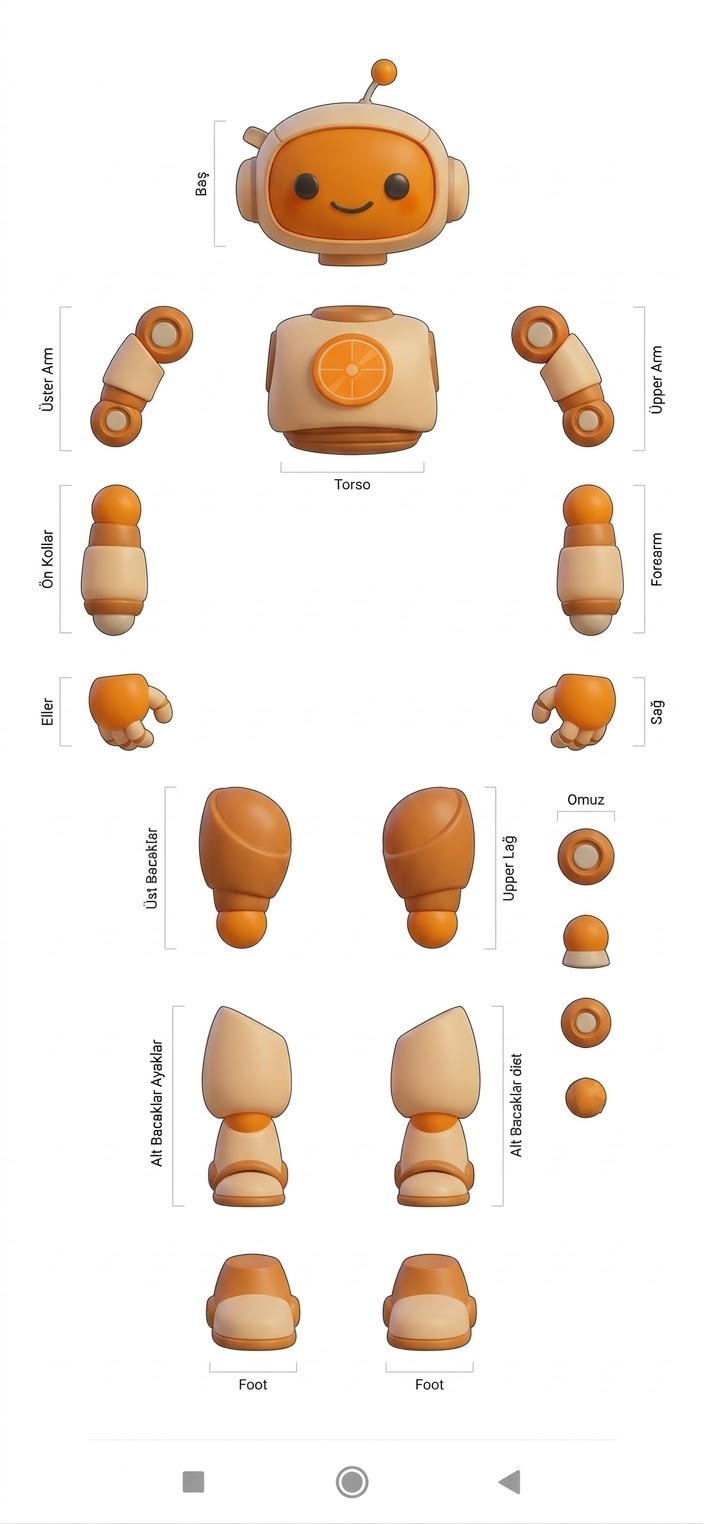 Baş
Üster Arm
Üpper Arm
Torso
Ön Kollar
Forearm
Eller
Sağ
Omuz
Üst Bacaklar
Upper Lağ
Alt Bacaklar Ayaklar
Alt Bacaklar dist
Foot
Foot